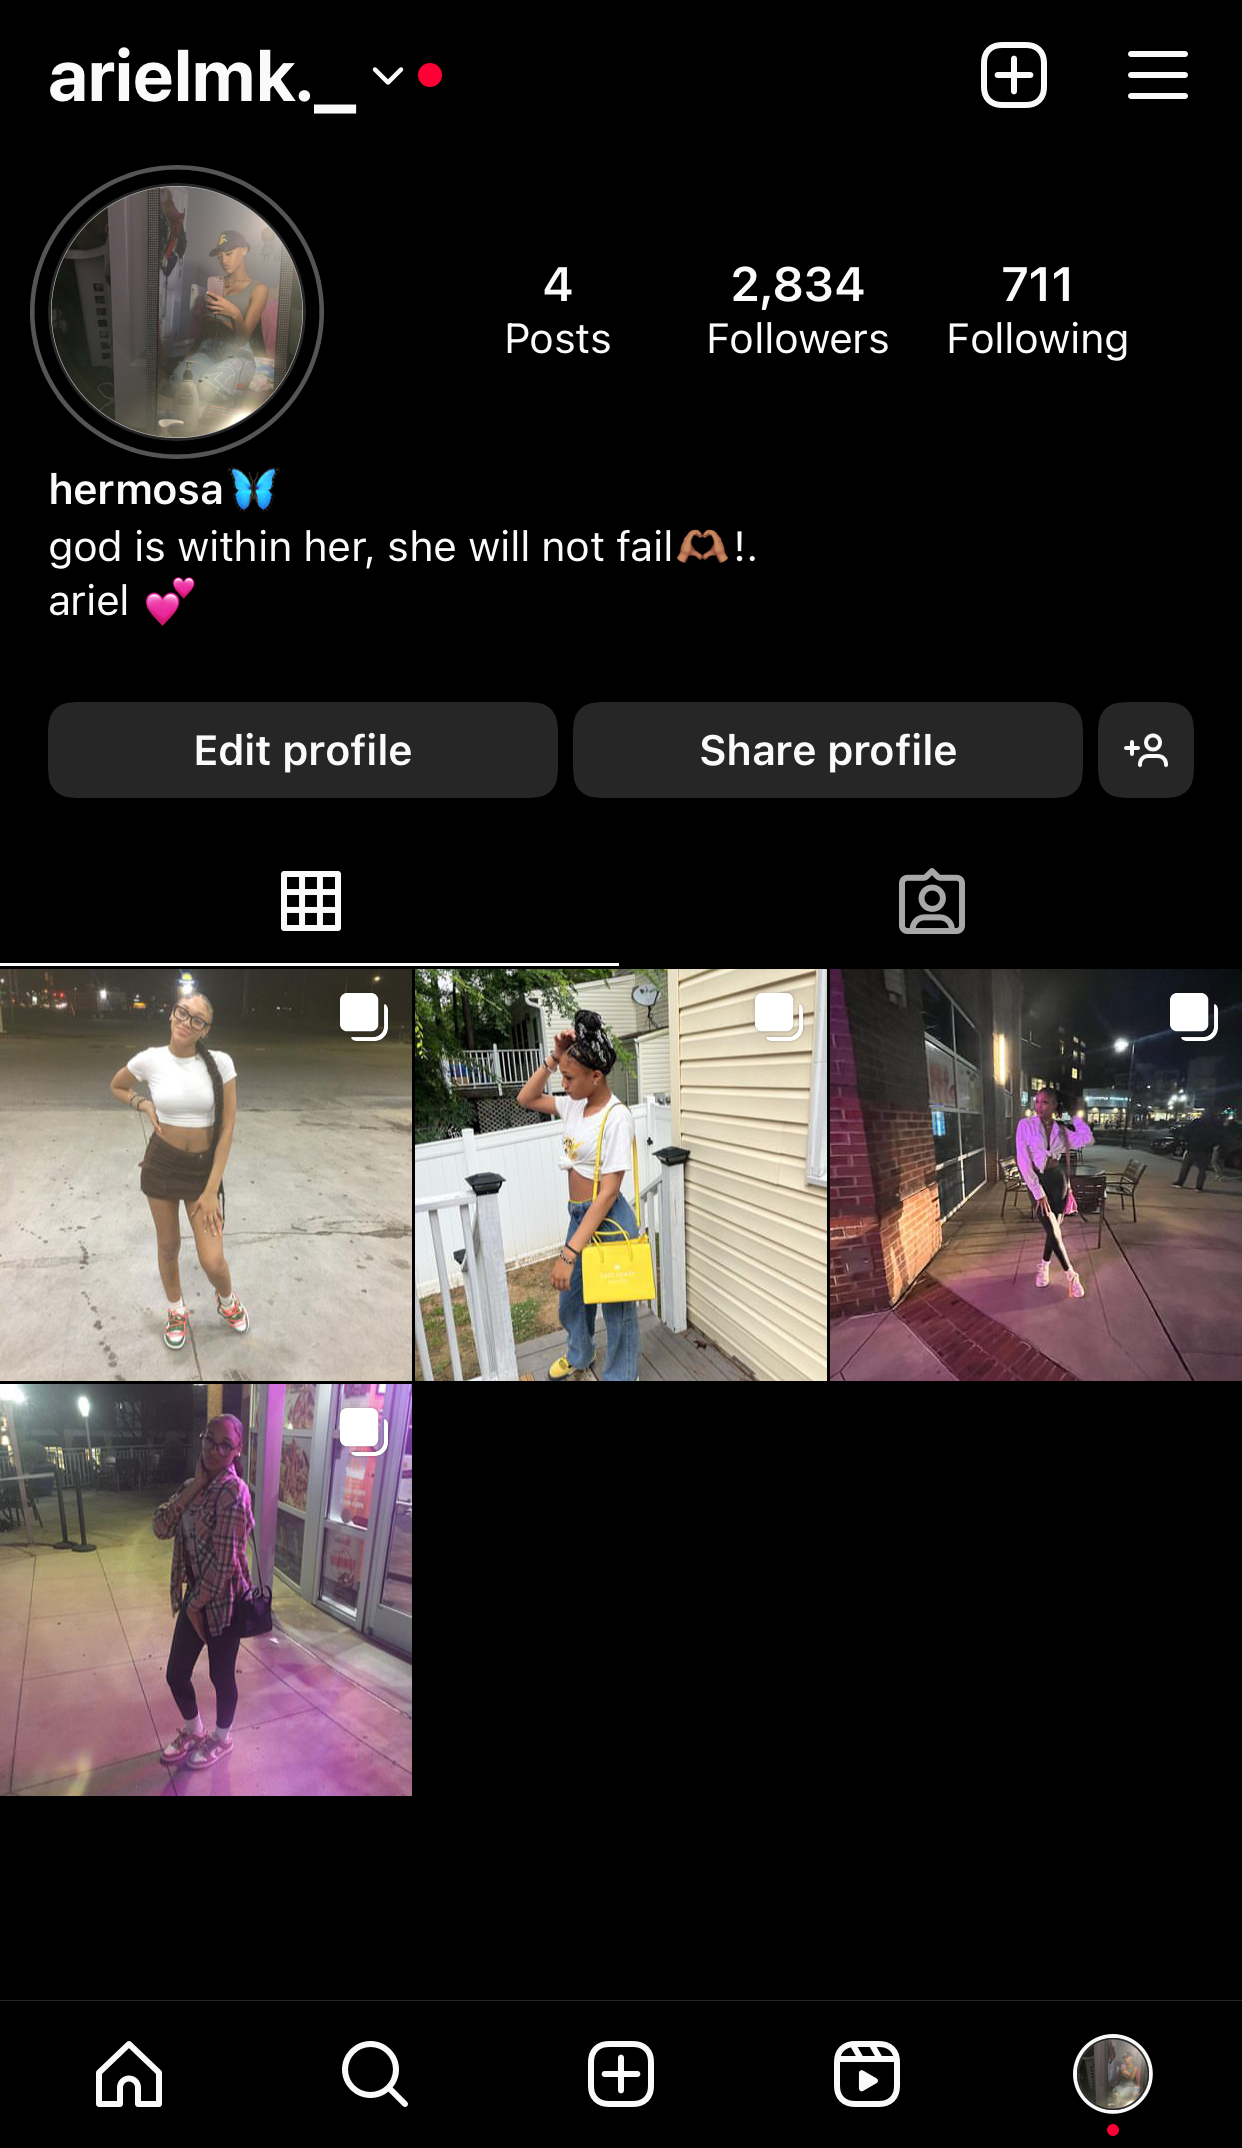 arielmk._
4 2,834 711
Posts Followers Following
hermosa🦋
god is within her, she will not fail🫶🏽!.
ariel 💕
Edit profile Share profile